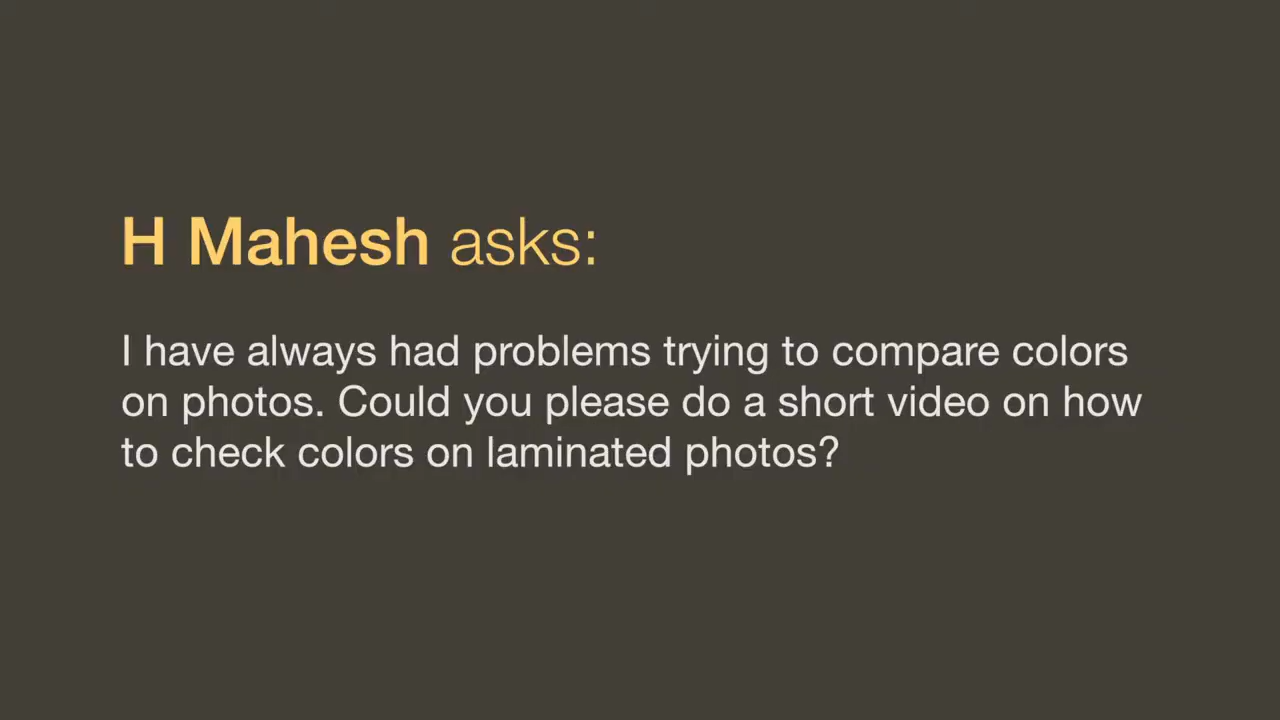 H Mahesh asks:
I have always had problems trying to compare colors
on photos. Could you please do a short video on how
to check colors on laminated photos?